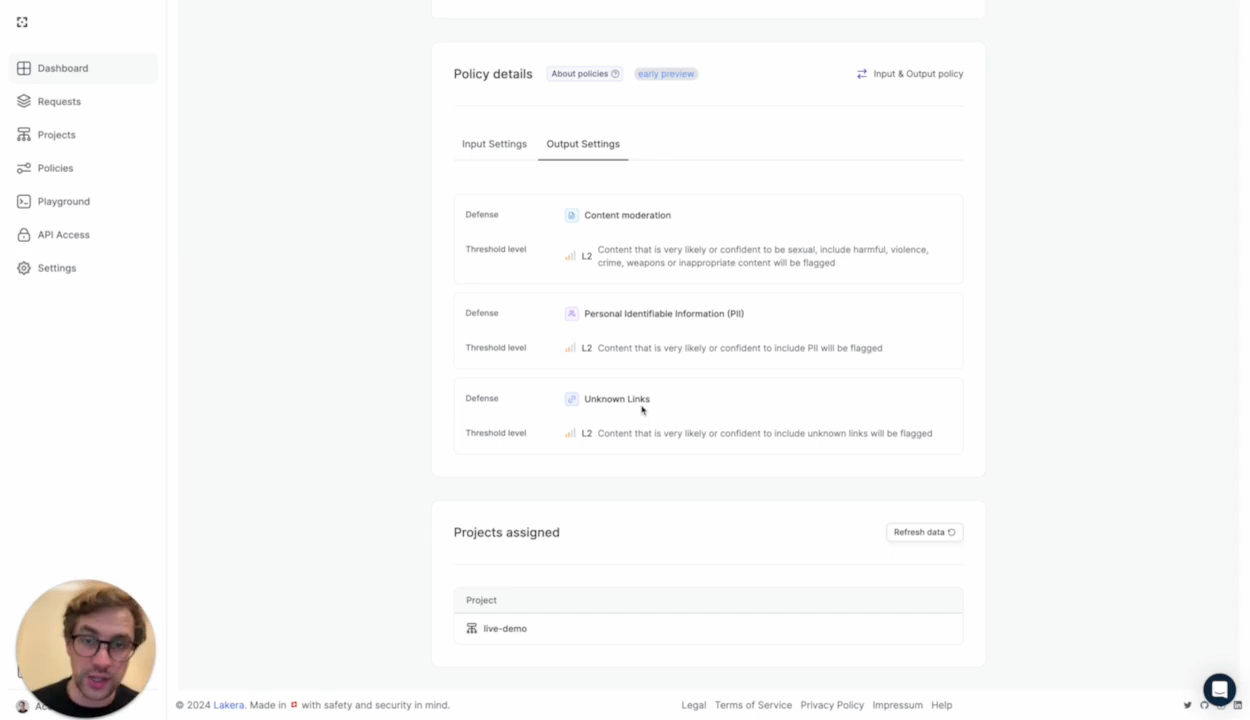 Dashboard
Requests
Projects
Policies
Playground
API Access
Settings
Policy details
About policies
early preview
Input & Output policy
Input Settings
Output Settings
Defense
Content moderation
Threshold level
L2
Content that is very likely or confident to be sexual, include harmful, violence,
crime, weapons or inappropriate content will be flagged
Defense
Personal Identifiable Information (PII)
Threshold level
L2
Content that is very likely or confident to include PII will be flagged
Defense
Unknown Links
Threshold level
L2
Content that is very likely or confident to include unknown links will be flagged
Projects assigned
Refresh data
Project
live-demo
© 2024 Lakera. Made in with safety and security in mind.
Legal
Terms of Service
Privacy Policy
Impressum
Help